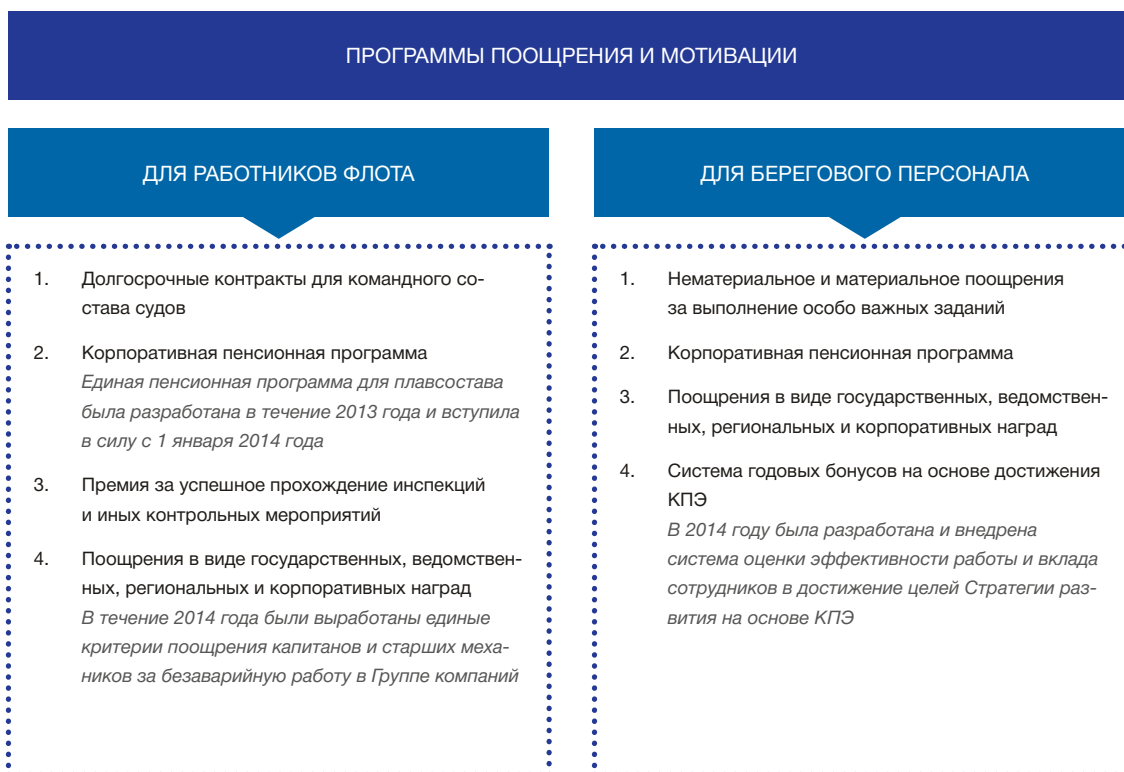 ПРОГРАММЫ ПООЩРЕНИЯ И МОТИВАЦИИ
ДЛЯ РАБОТНИКОВ ФЛОТА
1. Долгосрочные контракты для командного со-
става судов
2. Корпоративная пенсионная программа
Единая пенсионная программа для плавсостава
была разработана в течение 2013 года и вступила
в силу с 1 января 2014 года
3. Премия за успешное прохождение инспекций
и иных контрольных мероприятий
4. Поощрения в виде государственных, ведомствен-
ных, региональных и корпоративных наград
В течение 2014 года были выработаны единые
критерии поощрения капитанов и старших меха-
ников за безаварийную работу в Группе компаний
ДЛЯ БЕРЕГОВОГО ПЕРСОНАЛА
1. Нематериальное и материальное поощрения
за выполнение особо важных заданий
2. Корпоративная пенсионная программа
3. Поощрения в виде государственных, ведомствен-
ных, региональных и корпоративных наград
4. Система годовых бонусов на основе достижения
КПЭ
В 2014 году была разработана и внедрена
система оценки эффективности работы и вклада
сотрудников в достижение целей Стратегии раз-
вития на основе КПЭ